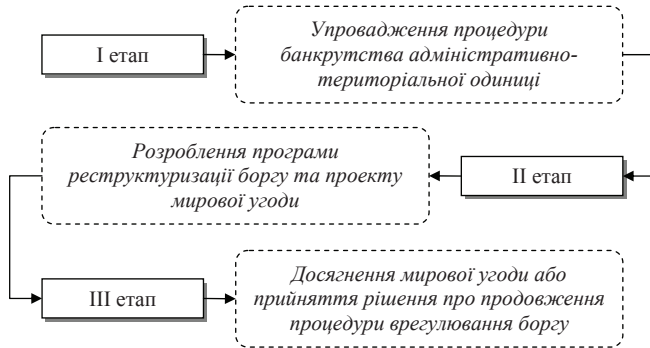 I етап
Упровадження процедури
банкрутства адміністративно-
територіальної одиниці
II етап
Розроблення програми
реструктуризації боргу та проекту
мирової угоди
III етап
Досягнення мирової угоди або
прийняття рішення про продовження
процедури врегулювання боргу